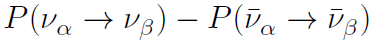 P(ν_α → ν_β) − P(ν̄_α → ν̄_β)